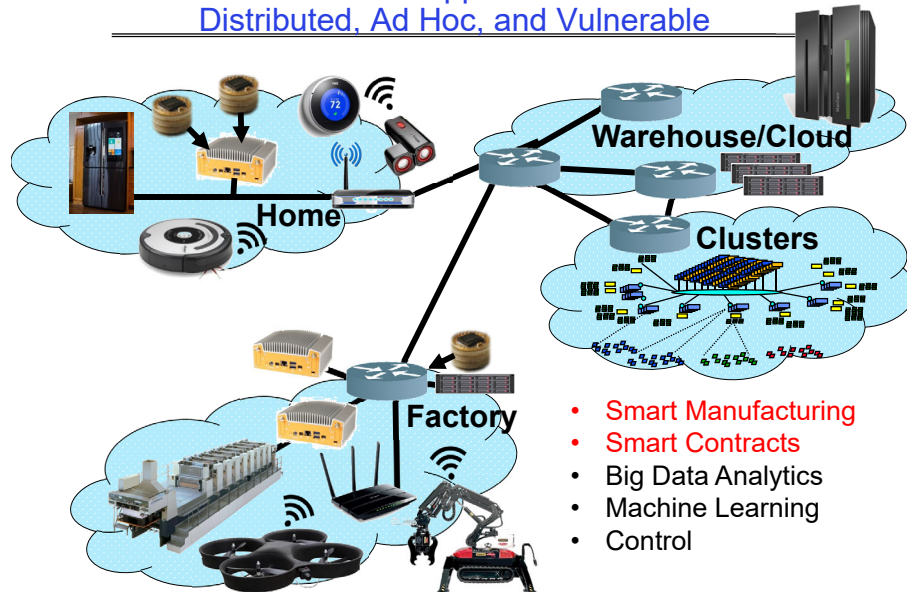 Distributed, Ad Hoc, and Vulnerable
72
Warehouse/Cloud
Home
Clusters
Factory
• Smart Manufacturing
• Smart Contracts
• Big Data Analytics
• Machine Learning
• Control